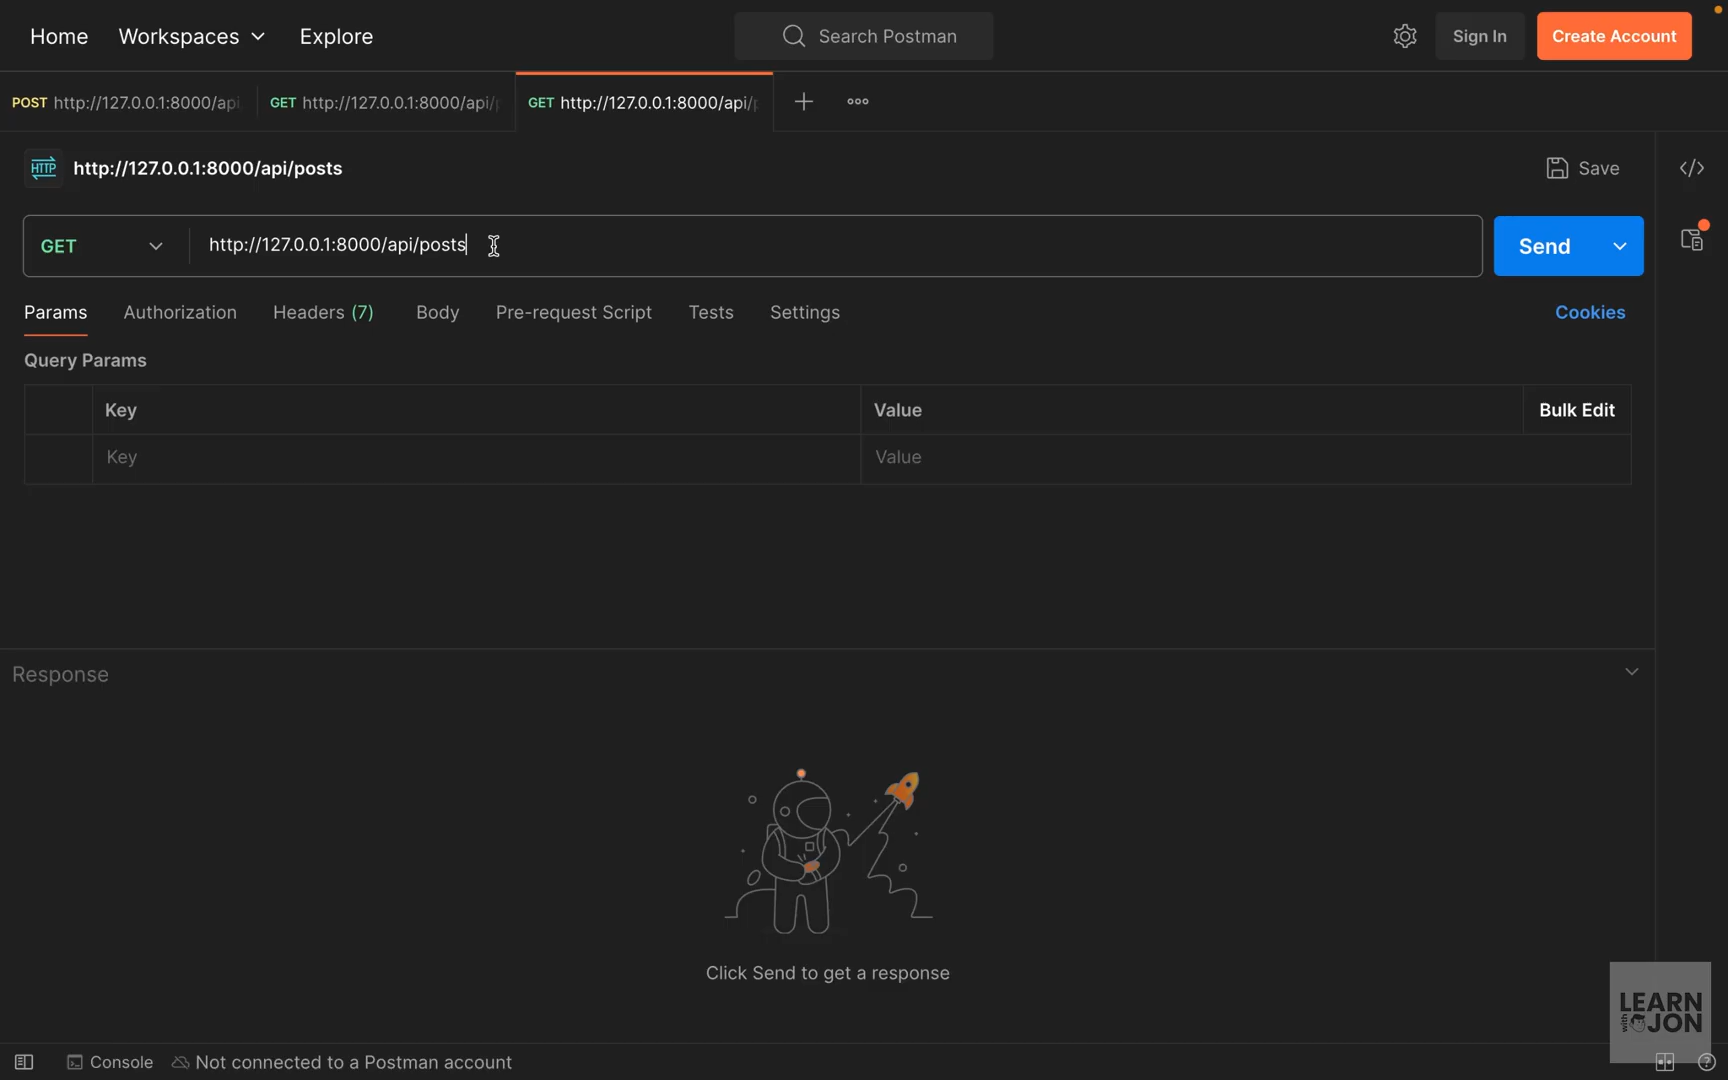 Home Workspaces Explore Search Postman Sign In Create Account
POST http://127.0.0.1:8000/api GET http://127.0.0.1:8000/api/ GET http://127.0.0.1:8000/api/
HTTP http://127.0.0.1:8000/api/posts Save </>
GET http://127.0.0.1:8000/api/posts Send
Params Authorization Headers (7) Body Pre-request Script Tests Settings Cookies
Query Params
Key Value Bulk Edit
Key Value
Response
Click Send to get a response
LEARN
with JON
Console Not connected to a Postman account